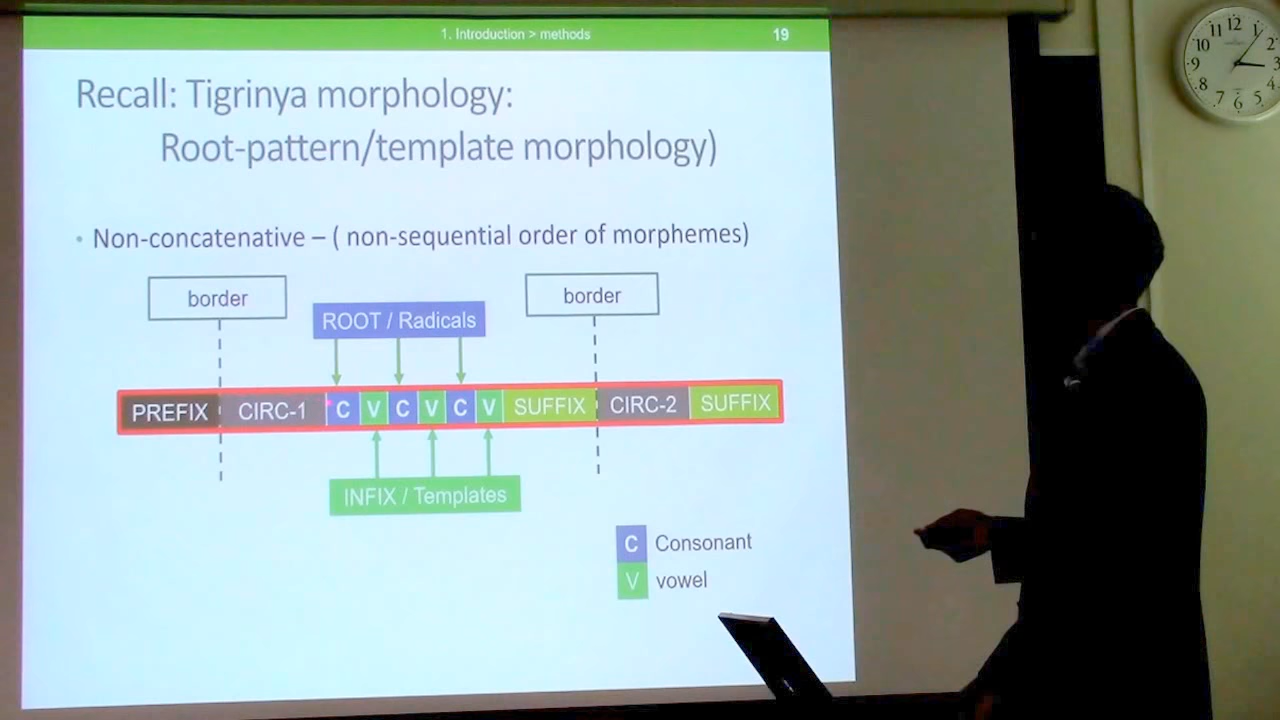 1. Introduction > methods
19
Recall: Tigrinya morphology:
Root-pattern/template morphology)
• Non-concatenative – ( non-sequential order of morphemes)
border
border
ROOT / Radicals
PREFIX CIRC-1 C V C V C V SUFFIX CIRC-2 SUFFIX
INFIX / Templates
C Consonant
V vowel
11 12 1
10 2
9 3
8 4
7 6 5